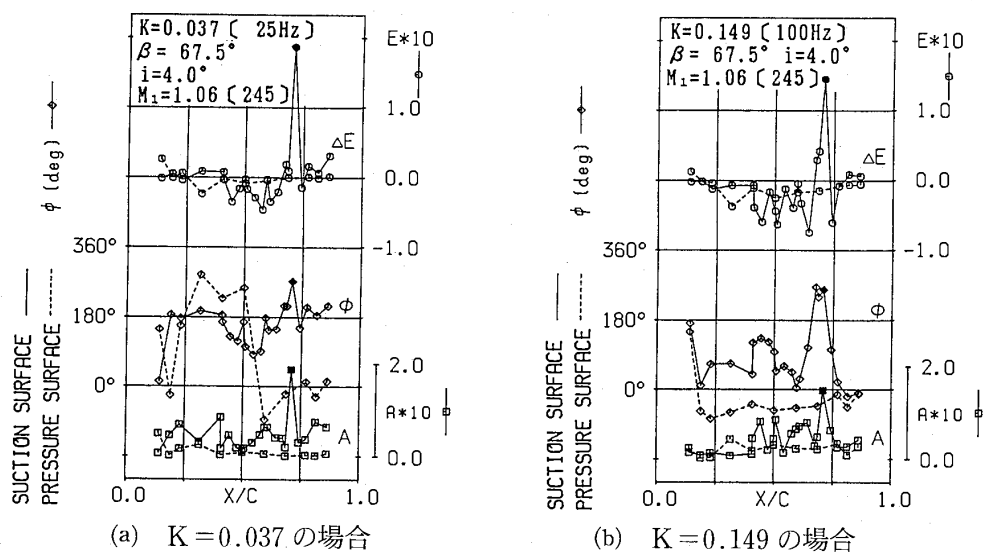 K=0.037 ( 25Hz)
β= 67.5° 
i=4.0°
M₁=1.06 (245)
E*10
1.0
ΔE
0.0
-1.0
φ (deg)
360°
180°
0°
φ
2.0
A*10
A
0.0
SUCTION SURFACE
PRESSURE SURFACE
0.0
X/C
1.0
(a) K=0.037 の場合
K=0.149 (100Hz)
β= 67.5° i=4.0°
M₁=1.06 (245)
E*10
1.0
ΔE
0.0
-1.0
φ (deg)
360°
180°
0°
φ
2.0
A*10
A
0.0
SUCTION SURFACE
PRESSURE SURFACE
0.0
X/C
1.0
(b) K=0.149 の場合